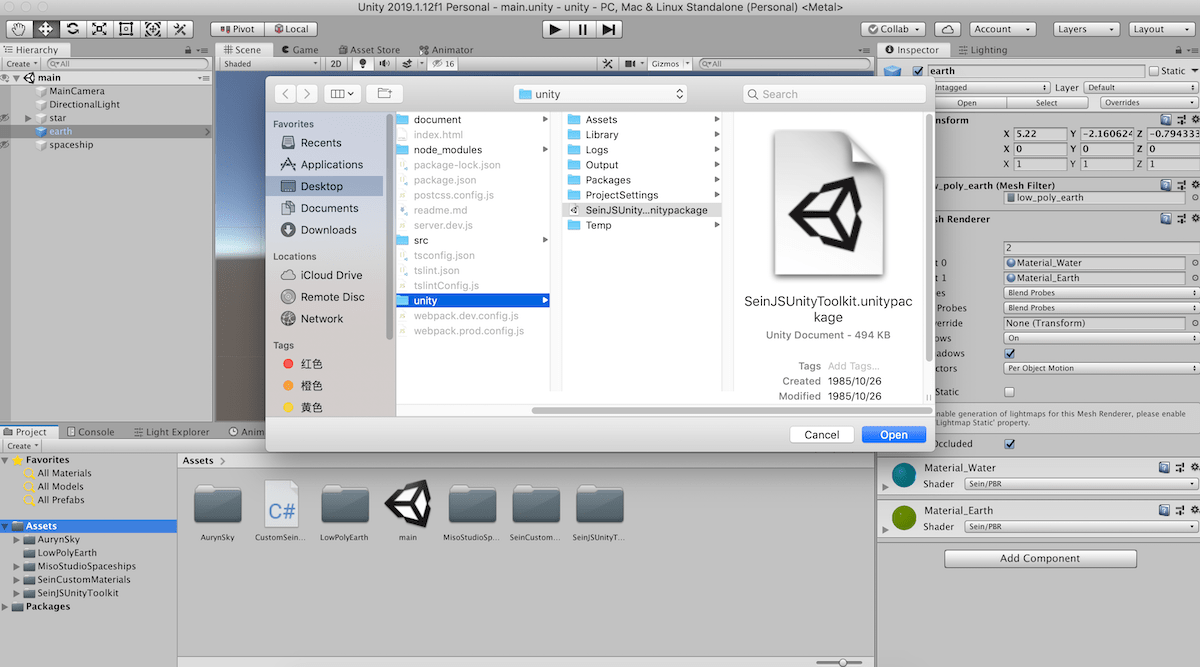 Unity 2019.1.12f1 Personal - main.unity - unity - PC, Mac & Linux Standalone (Personal) <Metal>
Pivot Local Collab Account Layers Layout
Hierarchy Scene Game Asset Store Animator Inspector Lighting
Create All Shaded 2D 16 Gizmos All
main
MainCamera
DirectionalLight
star
earth
spaceship
unity Search
Favorites
Recents
Applications
Desktop
Documents
Downloads
Locations
iCloud Drive
Remote Disc
Network
Tags
红色
橙色
黄色
document
index.html
node_modules
package-lock.json
package.json
postcss.config.js
readme.md
server.dev.js
src
tsconfig.json
tslint.json
tslintConfig.js
unity
webpack.dev.config.js
webpack.prod.config.js
Assets
Library
Logs
Output
Packages
ProjectSettings
SeinJSUnity...nitypackage
Temp
SeinJSUnityToolkit.unitypac
kage
Unity Document - 494 KB
Tags Add Tags...
Created 1985/10/26
Modified 1985/10/26
Cancel Open
earth Static
ntagged Layer Default
Open Select Overrides
nsform
X 5.22 Y -2.160624 Z -0.794333
X 0 Y 0 Z 0
X 1 Y 1 Z 1
w_poly_earth (Mesh Filter)
low_poly_earth
sh Renderer
2
t 0 Material_Water
t 1 Material_Earth
es Blend Probes
Probes Blend Probes
verride None (Transform)
ows On
adows
ctors Per Object Motion
Static
nable generation of lightmaps for this Mesh Renderer, please enable
Lightmap Static' property.
Occluded
Material_Water
Shader Sein/PBR
Material_Earth
Shader Sein/PBR
Add Component
Project Console Light Explorer Anim
Create
Favorites
All Materials
All Models
All Prefabs
Assets
AurynSky
LowPolyEarth
MisoStudioSpaceships
SeinCustomMaterials
SeinJSUnityToolkit
Packages
Assets
C#
AurynSky CustomSein... LowPolyEarth main MisoStudioSp... SeinCustom... SeinJSUnityT...